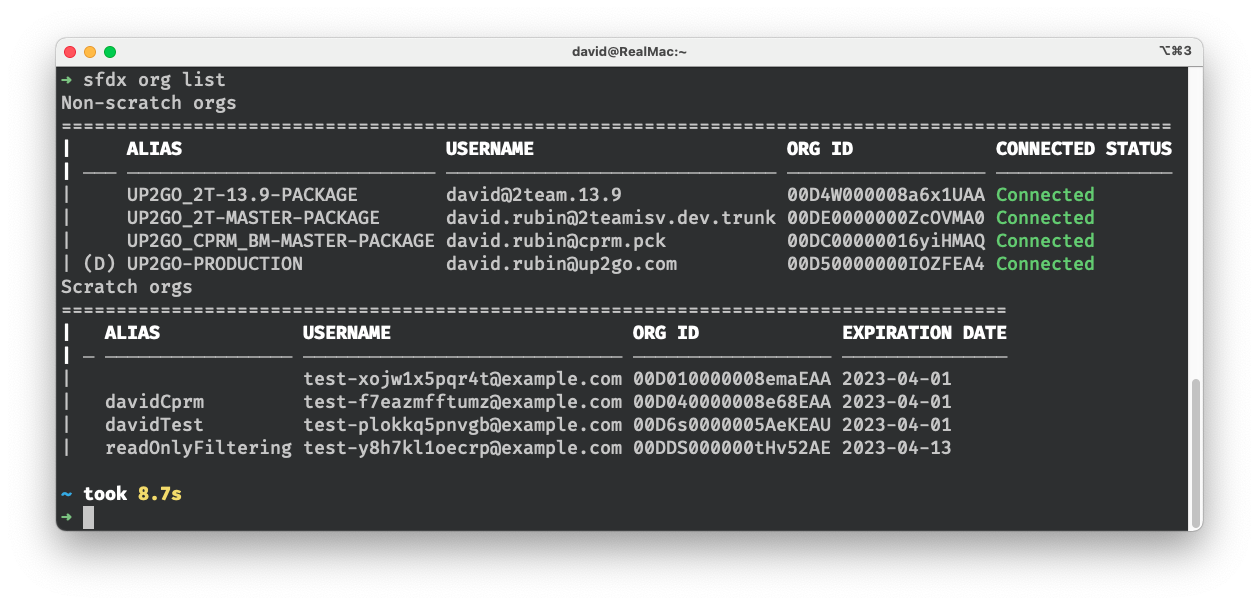 david@RealMac:~
⌥⌘3
→ sfdx org list
Non-scratch orgs
=====================================================================================================
|     ALIAS                        USERNAME                       ORG ID             CONNECTED STATUS
| ─── ──────────────────────────── ────────────────────────────── ────────────────── ────────────────
|     UP2GO_2T-13.9-PACKAGE        david@2team.13.9               00D4W000008a6x1UAA Connected
|     UP2GO_2T-MASTER-PACKAGE      david.rubin@2teamisv.dev.trunk 00DE0000000ZcOVMA0 Connected
|     UP2GO_CPRM_BM-MASTER-PACKAGE david.rubin@cprm.pck           00DC00000016yiHMAQ Connected
| (D) UP2GO-PRODUCTION             david.rubin@up2go.com          00D50000000IOZFEA4 Connected
Scratch orgs
======================================================================================
|   ALIAS             USERNAME                      ORG ID             EXPIRATION DATE
| ─ ───────────────── ───────────────────────────── ────────────────── ───────────────
|                     test-xojw1x5pqr4t@example.com 00D010000008emaEAA 2023-04-01
|   davidCprm         test-f7eazmfftumz@example.com 00D040000008e68EAA 2023-04-01
|   davidTest         test-plokkq5pnvgb@example.com 00D6s0000005AeKEAU 2023-04-01
|   readOnlyFiltering test-y8h7kl1oecrp@example.com 00DDS000000tHv52AE 2023-04-13
~ took 8.7s
→